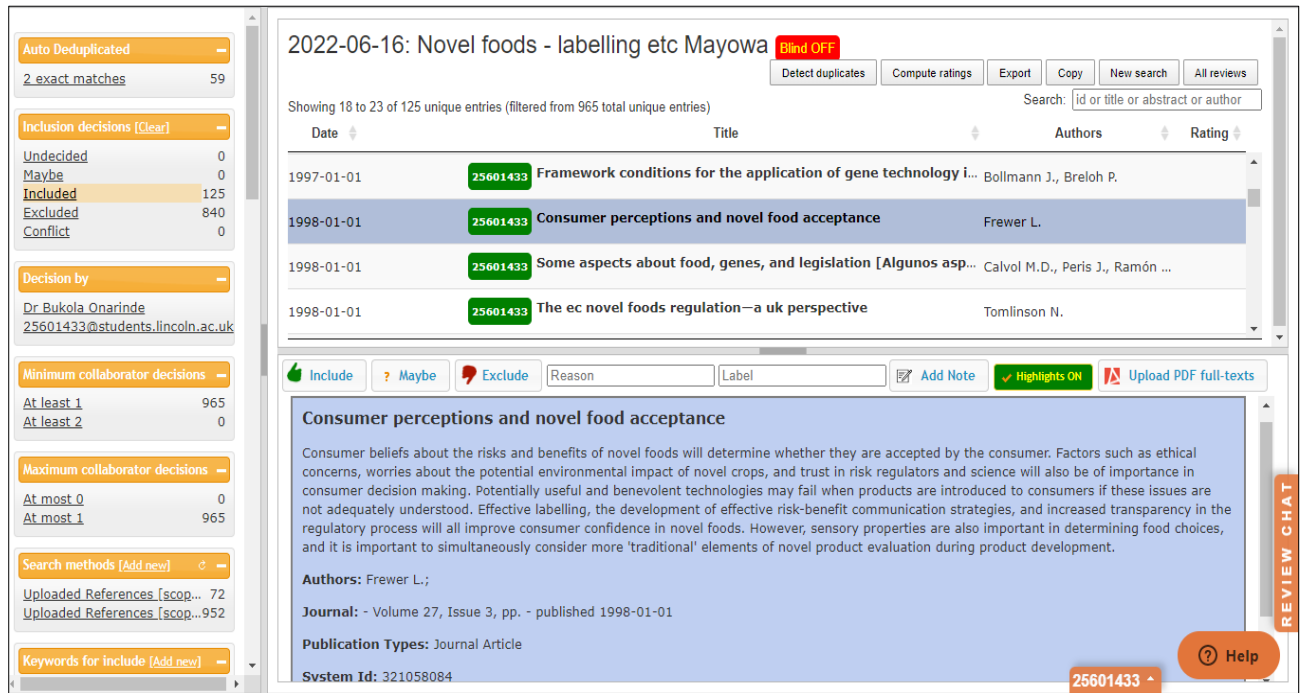 Auto Deduplicated
2 exact matches 59
Inclusion decisions [Clear]
Undecided 0
Maybe 0
Included 125
Excluded 840
Conflict 0
Decision by
Dr Bukola Onarinde
25601433@students.lincoln.ac.uk
Minimum collaborator decisions
At least 1 965
At least 2 0
Maximum collaborator decisions
At most 0 0
At most 1 965
Search methods [Add new]
Uploaded References [scop... 72
Uploaded References [scop... 952
Keywords for include [Add new]
2022-06-16: Novel foods - labelling etc Mayowa Blind OFF
Detect duplicates Compute ratings Export Copy New search All reviews
Showing 18 to 23 of 125 unique entries (filtered from 965 total unique entries) Search: id or title or abstract or author
Date Title Authors Rating
1997-01-01 25601433 Framework conditions for the application of gene technology i... Bollmann J., Breloh P.
1998-01-01 25601433 Consumer perceptions and novel food acceptance Frewer L.
1998-01-01 25601433 Some aspects about food, genes, and legislation [Algunos asp... Calvol M.D., Peris J., Ramón ...
1998-01-01 25601433 The ec novel foods regulation—a uk perspective Tomlinson N.
Include ? Maybe Exclude Reason Label Add Note Highlights ON Upload PDF full-texts
Consumer perceptions and novel food acceptance
Consumer beliefs about the risks and benefits of novel foods will determine whether they are accepted by the consumer. Factors such as ethical
concerns, worries about the potential environmental impact of novel crops, and trust in risk regulators and science will also be of importance in
consumer decision making. Potentially useful and benevolent technologies may fail when products are introduced to consumers if these issues are
not adequately understood. Effective labelling, the development of effective risk-benefit communication strategies, and increased transparency in the
regulatory process will all improve consumer confidence in novel foods. However, sensory properties are also important in determining food choices,
and it is important to simultaneously consider more 'traditional' elements of novel product evaluation during product development.
Authors: Frewer L.;
Journal: - Volume 27, Issue 3, pp. - published 1998-01-01
Publication Types: Journal Article
System Id: 321058084
REVIEW CHAT
Help
25601433